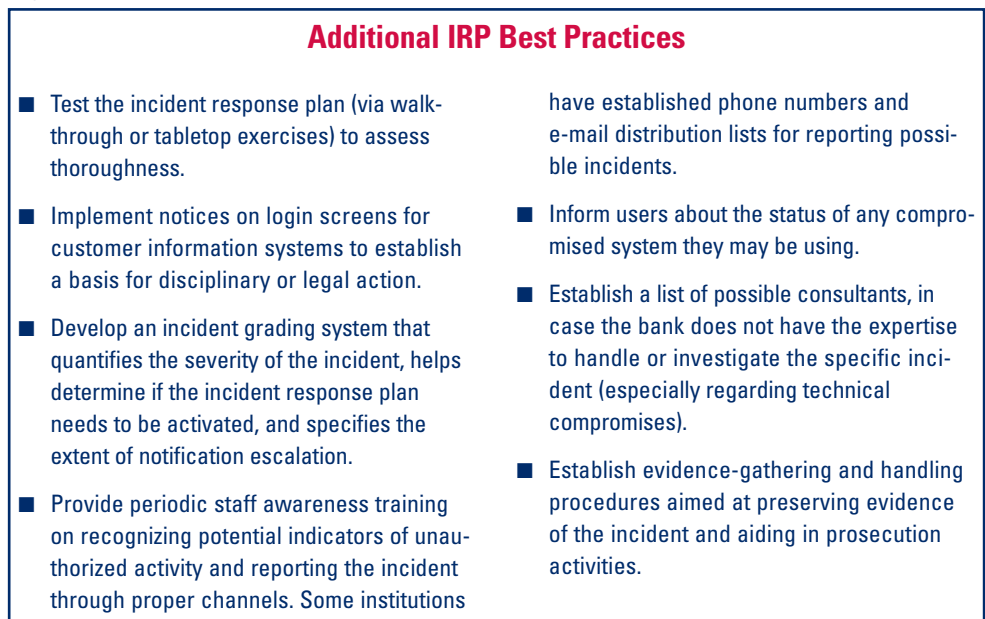 Additional IRP Best Practices
■ Test the incident response plan (via walk-
through or tabletop exercises) to assess
thoroughness.
■ Implement notices on login screens for
customer information systems to establish
a basis for disciplinary or legal action.
■ Develop an incident grading system that
quantifies the severity of the incident, helps
determine if the incident response plan
needs to be activated, and specifies the
extent of notification escalation.
■ Provide periodic staff awareness training
on recognizing potential indicators of unau-
thorized activity and reporting the incident
through proper channels. Some institutions
have established phone numbers and
e-mail distribution lists for reporting possi-
ble incidents.
■ Inform users about the status of any compro-
mised system they may be using.
■ Establish a list of possible consultants, in
case the bank does not have the expertise
to handle or investigate the specific inci-
dent (especially regarding technical
compromises).
■ Establish evidence-gathering and handling
procedures aimed at preserving evidence
of the incident and aiding in prosecution
activities.